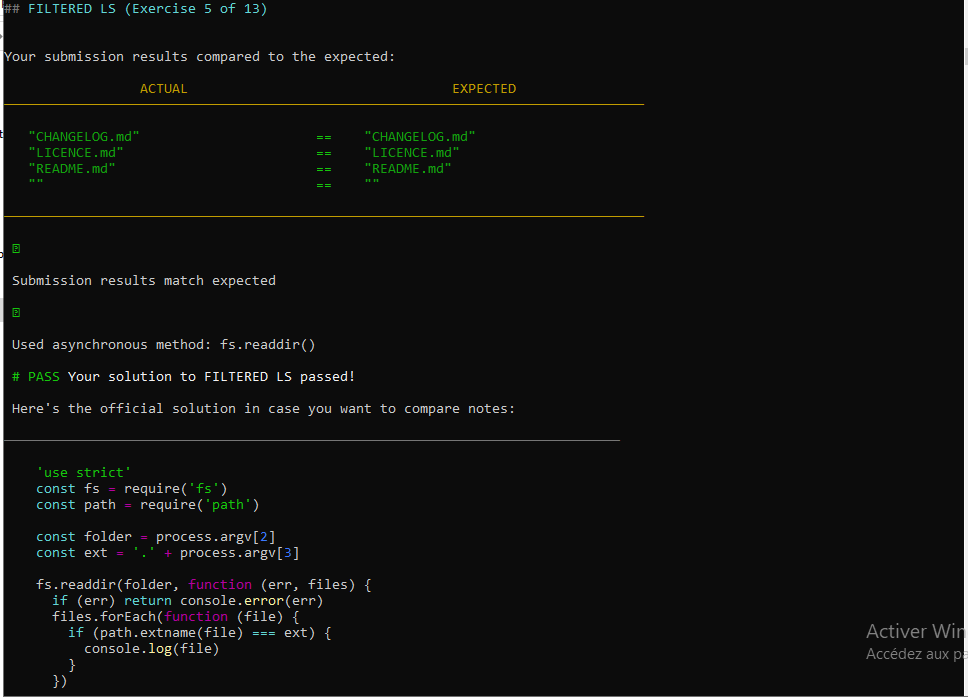 ## FILTERED LS (Exercise 5 of 13)
Your submission results compared to the expected:
ACTUAL EXPECTED
"CHANGELOG.md" == "CHANGELOG.md"
"LICENCE.md" == "LICENCE.md"
"README.md" == "README.md"
"" == ""
Submission results match expected
Used asynchronous method: fs.readdir()
# PASS Your solution to FILTERED LS passed!
Here's the official solution in case you want to compare notes:
'use strict'
const fs = require('fs')
const path = require('path')
const folder = process.argv[2]
const ext = '.' + process.argv[3]
fs.readdir(folder, function (err, files) {
if (err) return console.error(err)
files.forEach(function (file) {
if (path.extname(file) === ext) {
console.log(file)
}
})
Activer Win
Accédez aux pa